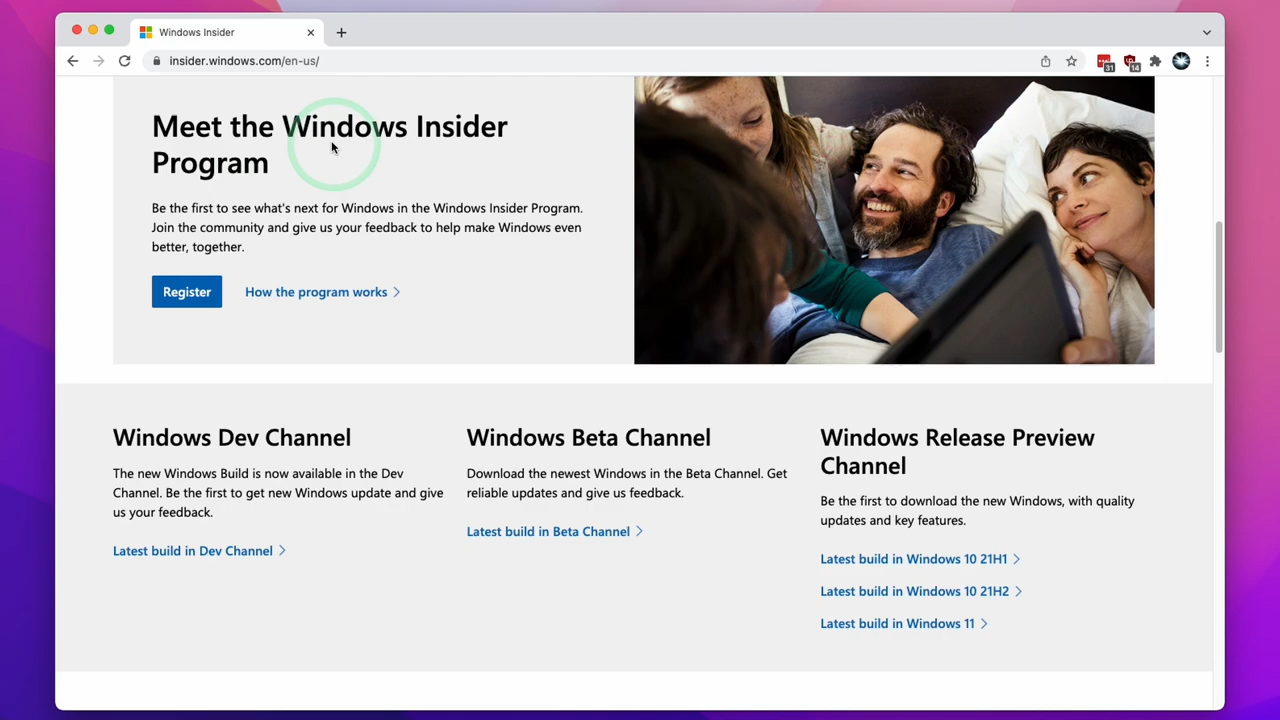 Windows Insider
insider.windows.com/en-us/
31
14
Meet the Windows Insider
Program
Be the first to see what's next for Windows in the Windows Insider Program.
Join the community and give us your feedback to help make Windows even
better, together.
Register
How the program works
Windows Dev Channel
The new Windows Build is now available in the Dev
Channel. Be the first to get new Windows update and give
us your feedback.
Latest build in Dev Channel
Windows Beta Channel
Download the newest Windows in the Beta Channel. Get
reliable updates and give us feedback.
Latest build in Beta Channel
Windows Release Preview
Channel
Be the first to download the new Windows, with quality
updates and key features.
Latest build in Windows 10 21H1
Latest build in Windows 10 21H2
Latest build in Windows 11